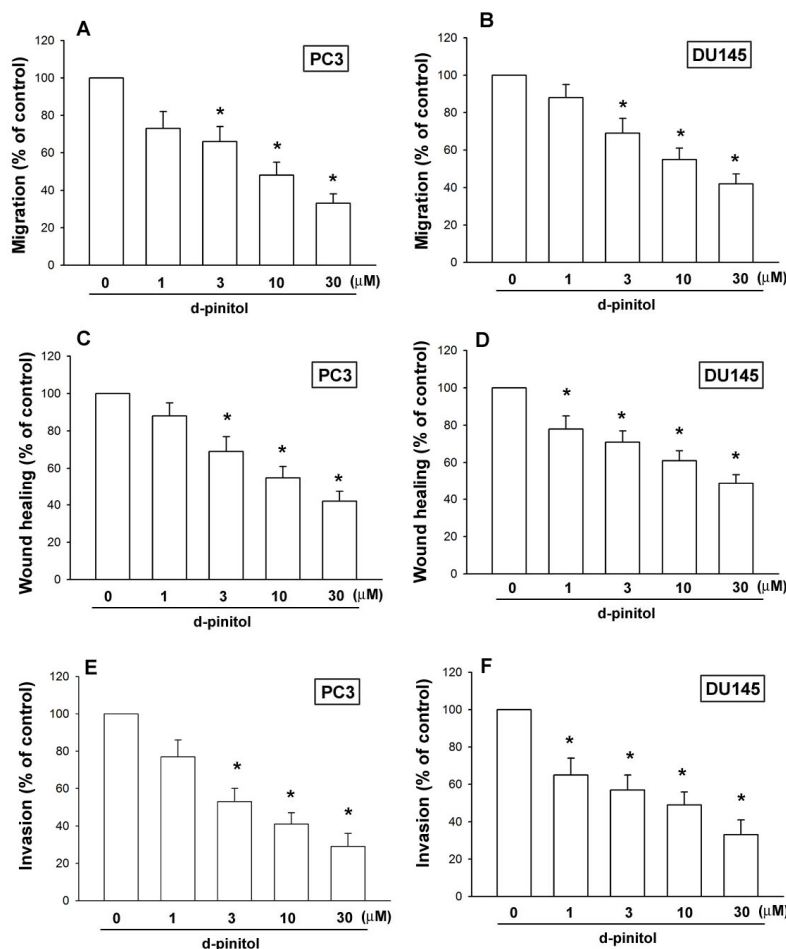 A
PC3
Migration (% of control)
120
100
80
60
40
20
0
* * *
0 1 3 10 30 (μM)
d-pinitol
B
DU145
Migration (% of control)
120
100
80
60
40
20
0
* * *
0 1 3 10 30 (μM)
d-pinitol
C
PC3
Wound healing (% of control)
120
100
80
60
40
20
0
* * *
0 1 3 10 30 (μM)
d-pinitol
D
DU145
Wound healing (% of control)
120
100
80
60
40
20
0
* * * *
0 1 3 10 30 (μM)
d-pinitol
E
PC3
Invasion (% of control)
120
100
80
60
40
20
0
* * *
0 1 3 10 30 (μM)
d-pinitol
F
DU145
Invasion (% of control)
120
100
80
60
40
20
0
* * * *
0 1 3 10 30 (μM)
d-pinitol